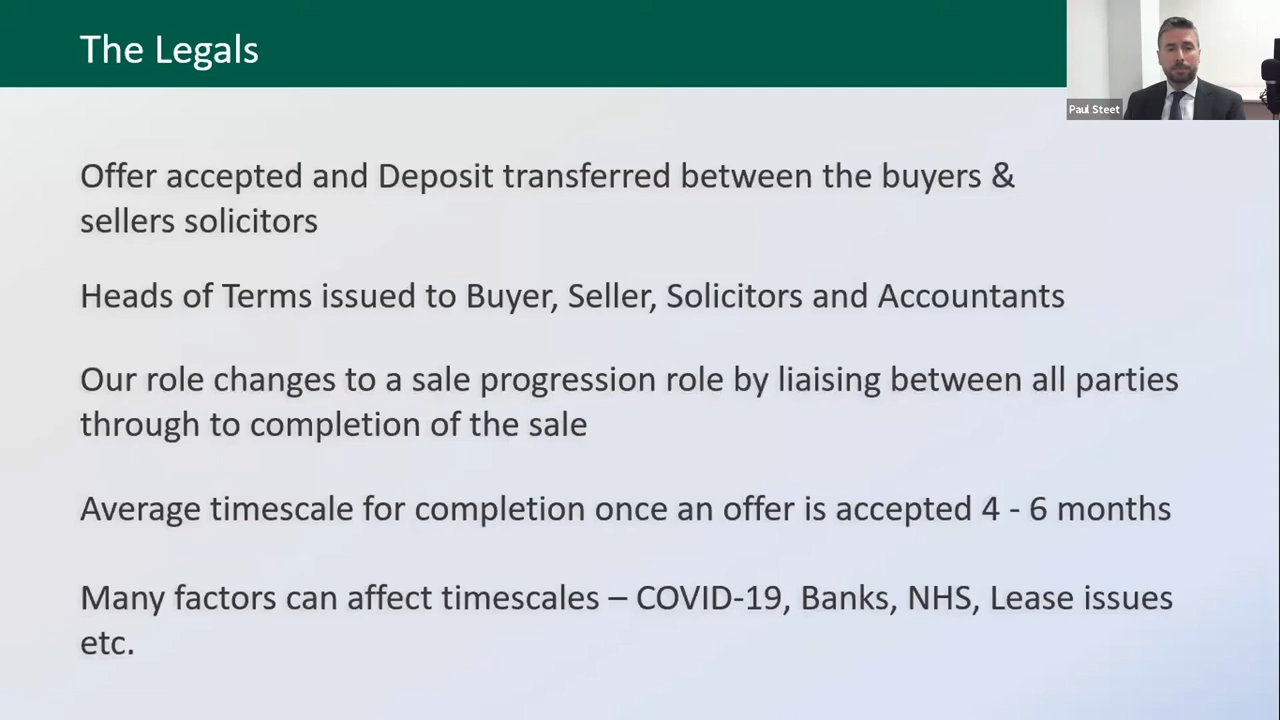 The Legals
Paul Steet
Offer accepted and Deposit transferred between the buyers &
sellers solicitors
Heads of Terms issued to Buyer, Seller, Solicitors and Accountants
Our role changes to a sale progression role by liaising between all parties
through to completion of the sale
Average timescale for completion once an offer is accepted 4 - 6 months
Many factors can affect timescales – COVID-19, Banks, NHS, Lease issues
etc.